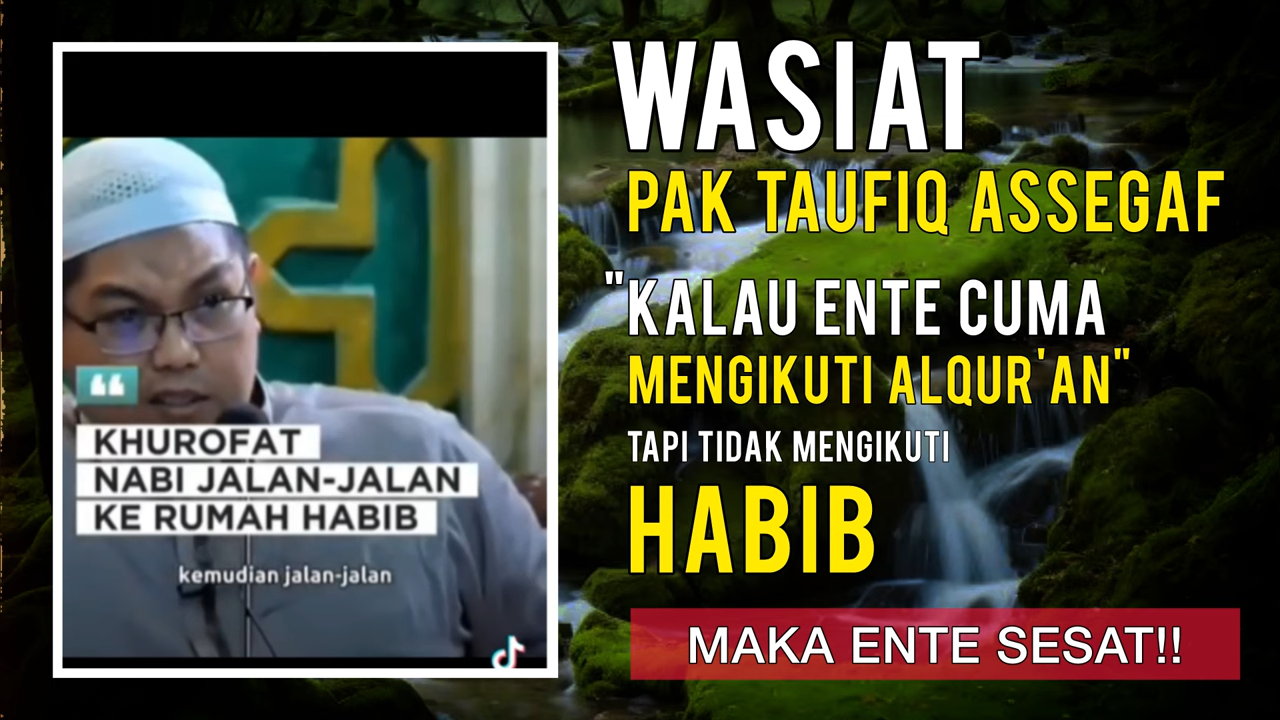 WASIAT
PAK TAUFIQ ASSEGAF
"KALAU ENTE CUMA
MENGIKUTI ALQUR'AN"
TAPI TIDAK MENGIKUTI
HABIB
MAKA ENTE SESAT!!
KHUROFAT
NABI JALAN-JALAN
KE RUMAH HABIB
kemudian jalan-jalan